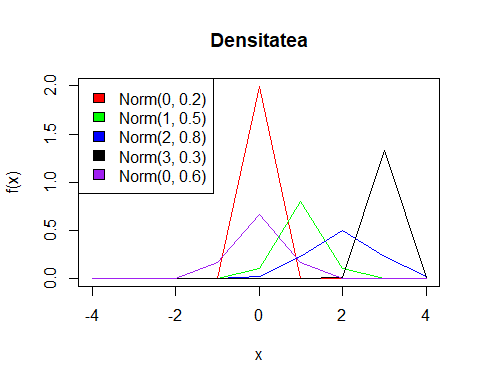 Densitatea
f(x)
2.0
1.5
1.0
0.5
0.0
Norm(0, 0.2)
Norm(1, 0.5)
Norm(2, 0.8)
Norm(3, 0.3)
Norm(0, 0.6)
-4 -2 0 2 4
x